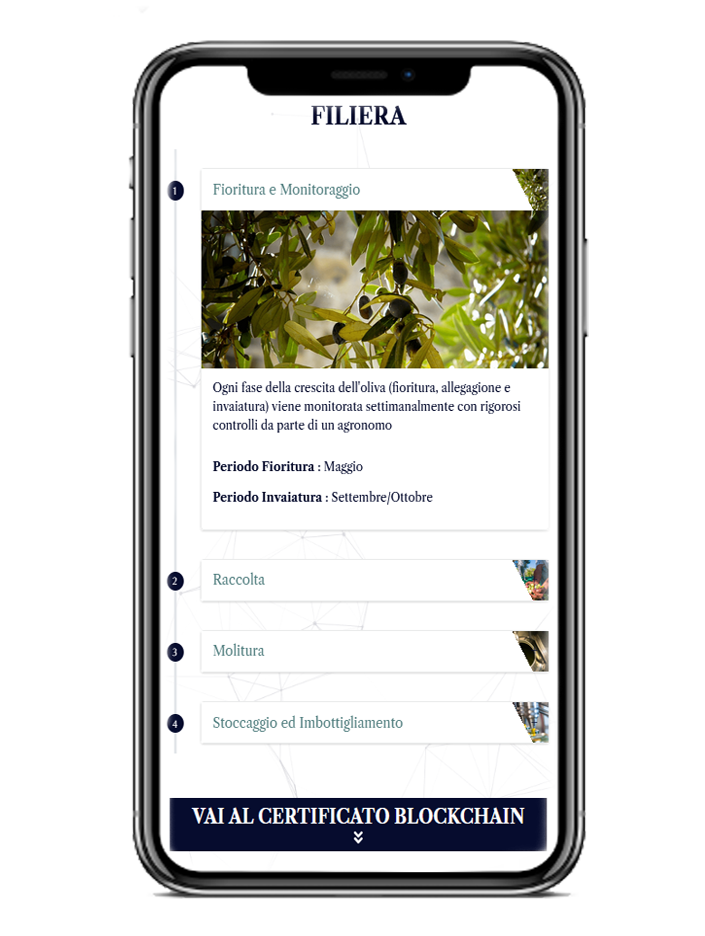 FILIERA
1
Fioritura e Monitoraggio
Ogni fase della crescita dell'oliva (fioritura, allegagione e
invaiatura) viene monitorata settimanalmente con rigorosi
controlli da parte di un agronomo
Periodo Fioritura : Maggio
Periodo Invaiatura : Settembre/Ottobre
2
Raccolta
3
Molitura
4
Stoccaggio ed Imbottigliamento
VAI AL CERTIFICATO BLOCKCHAIN